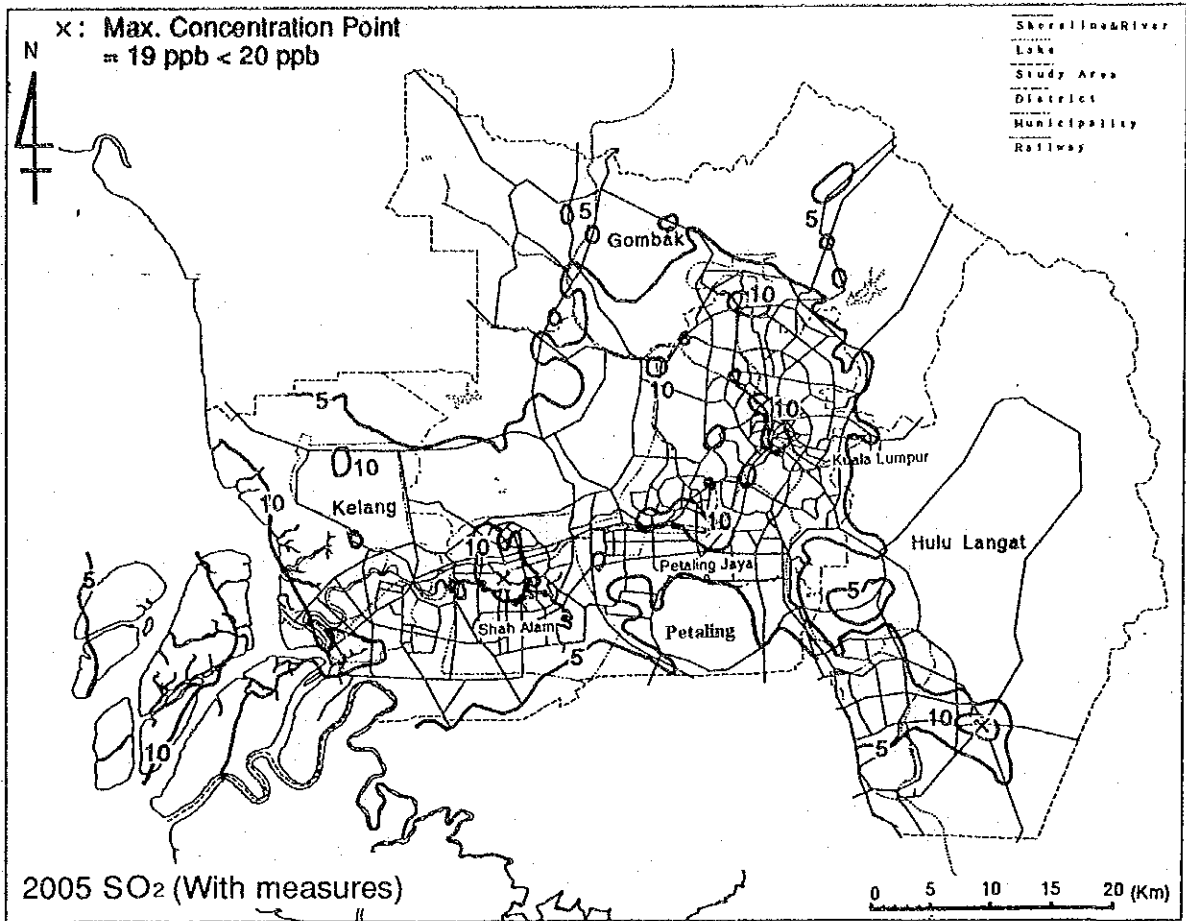 ×: Max. Concentration Point
= 19 ppb < 20 ppb
N
Shoreline&River
Lake
Study Area
District
Municipality
Railway
5
Gombak
5
10
10
5
10
Kuala Lumpur
10
10
Kelang
10
10
Hulu Langat
5
Petaling Jaya
5
Shah Alam
Petaling
5
10
10
5
2005 SO2 (With measures)
0 5 10 20 (Km)